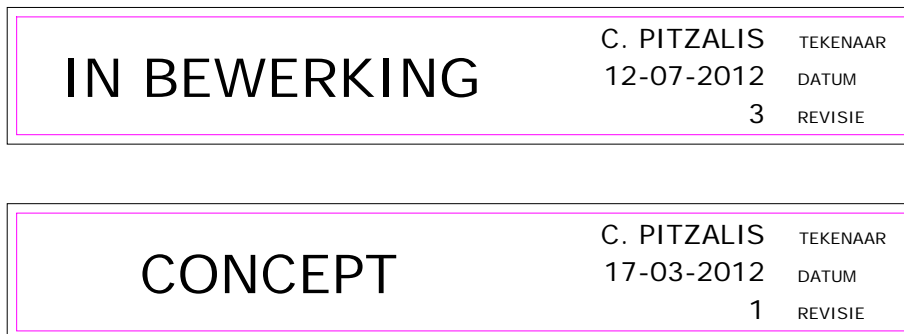 C. PITZALIS TEKENAAR
IN BEWERKING 12-07-2012 DATUM
3 REVISIE
C. PITZALIS TEKENAAR
CONCEPT 17-03-2012 DATUM
1 REVISIE